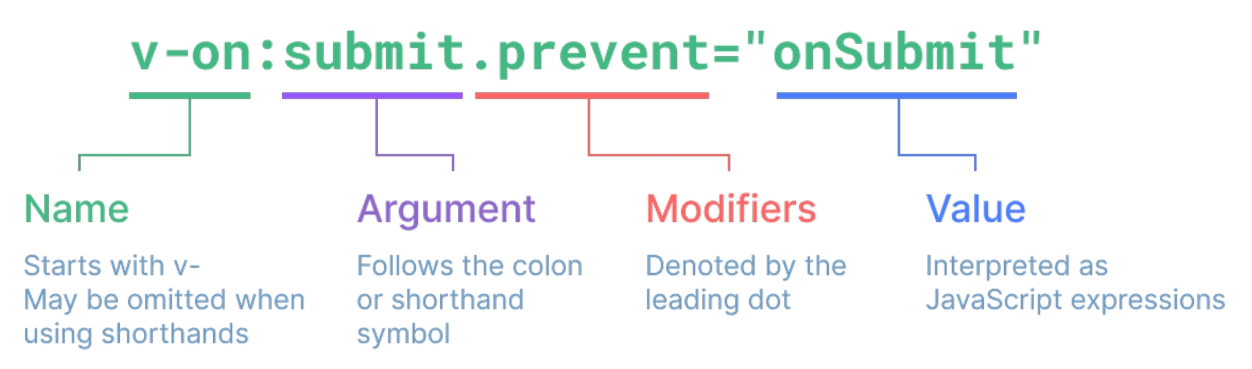 v-on:submit.prevent="onSubmit"
Name
Starts with v-
May be omitted when
using shorthands
Argument
Follows the colon
or shorthand
symbol
Modifiers
Denoted by the
leading dot
Value
Interpreted as
JavaScript expressions